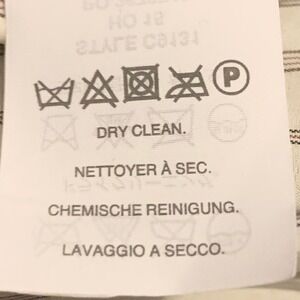 P
DRY CLEAN.
NETTOYER À SEC.
CHEMISCHE REINIGUNG.
LAVAGGIO A SECCO.